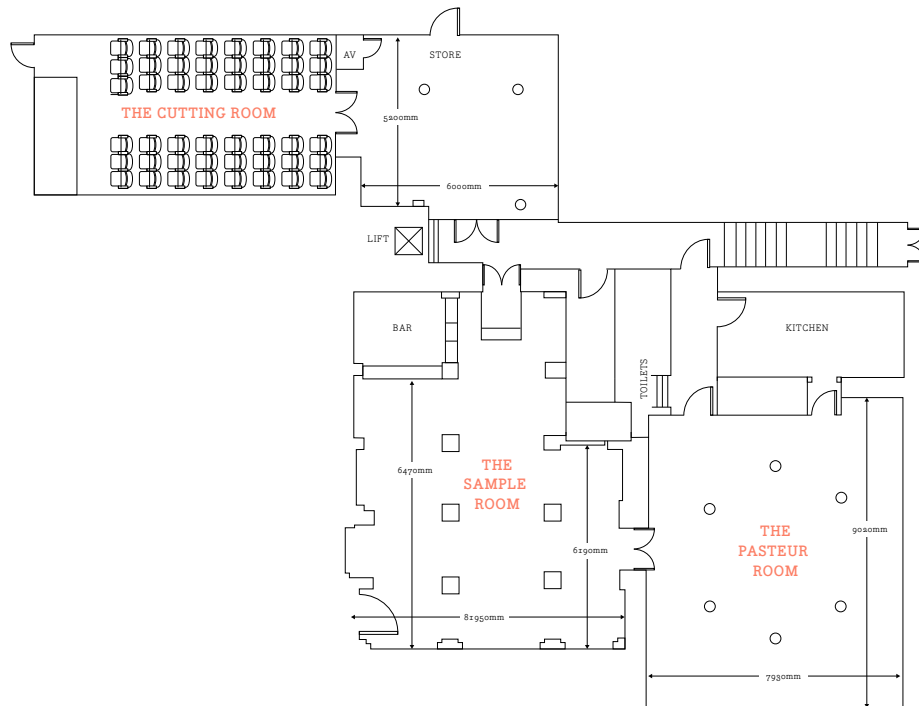 AV
STORE
THE CUTTING ROOM
5200mm
6000mm
LIFT
BAR
KITCHEN
TOILETS
6470mm
THE
SAMPLE
ROOM
6190mm
THE
PASTEUR
ROOM
9020mm
8195omm
7930mm